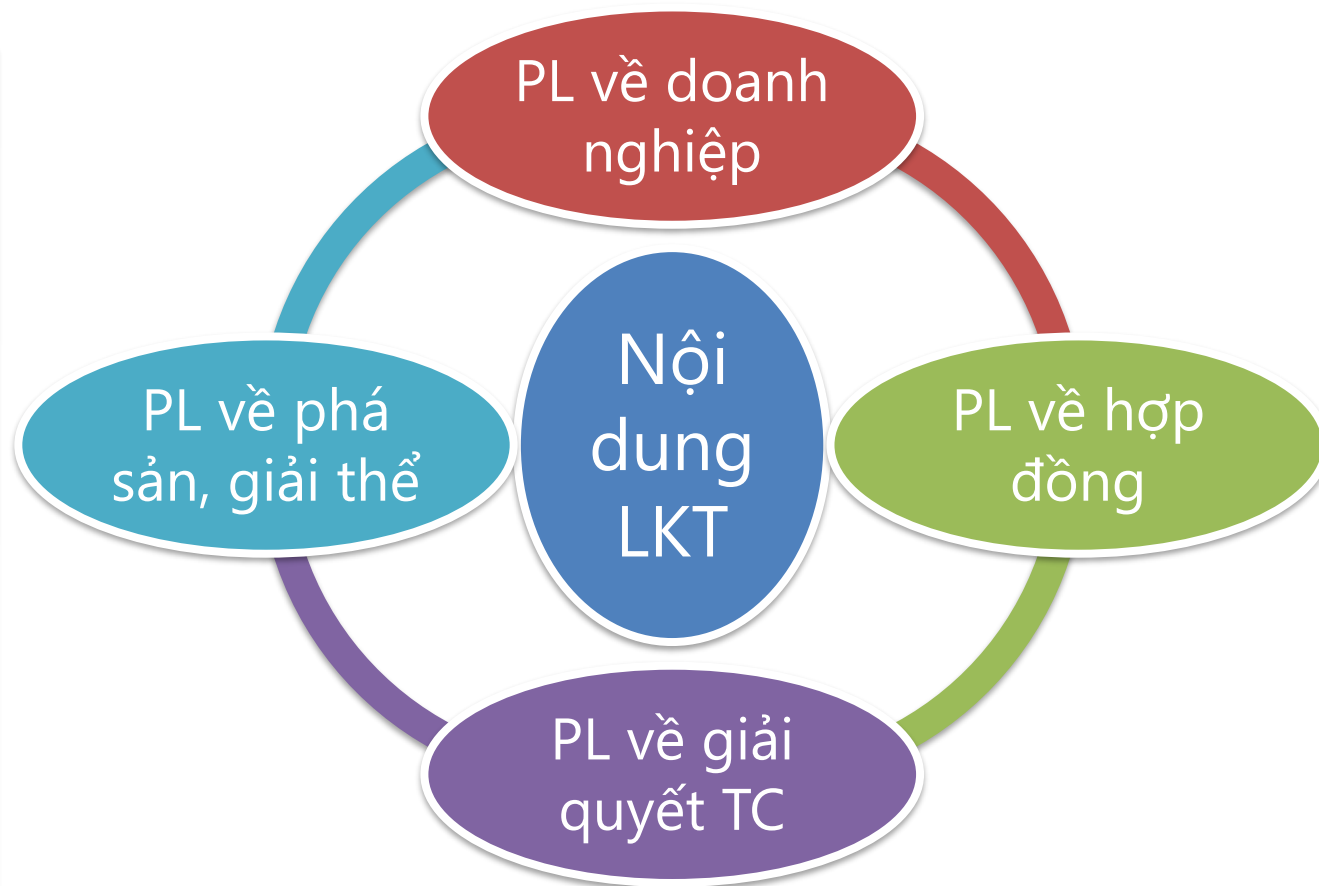 PL về doanh
nghiệp
Nội
dung
LKT
PL về phá
sản, giải thể
PL về hợp
đồng
PL về giải
quyết TC